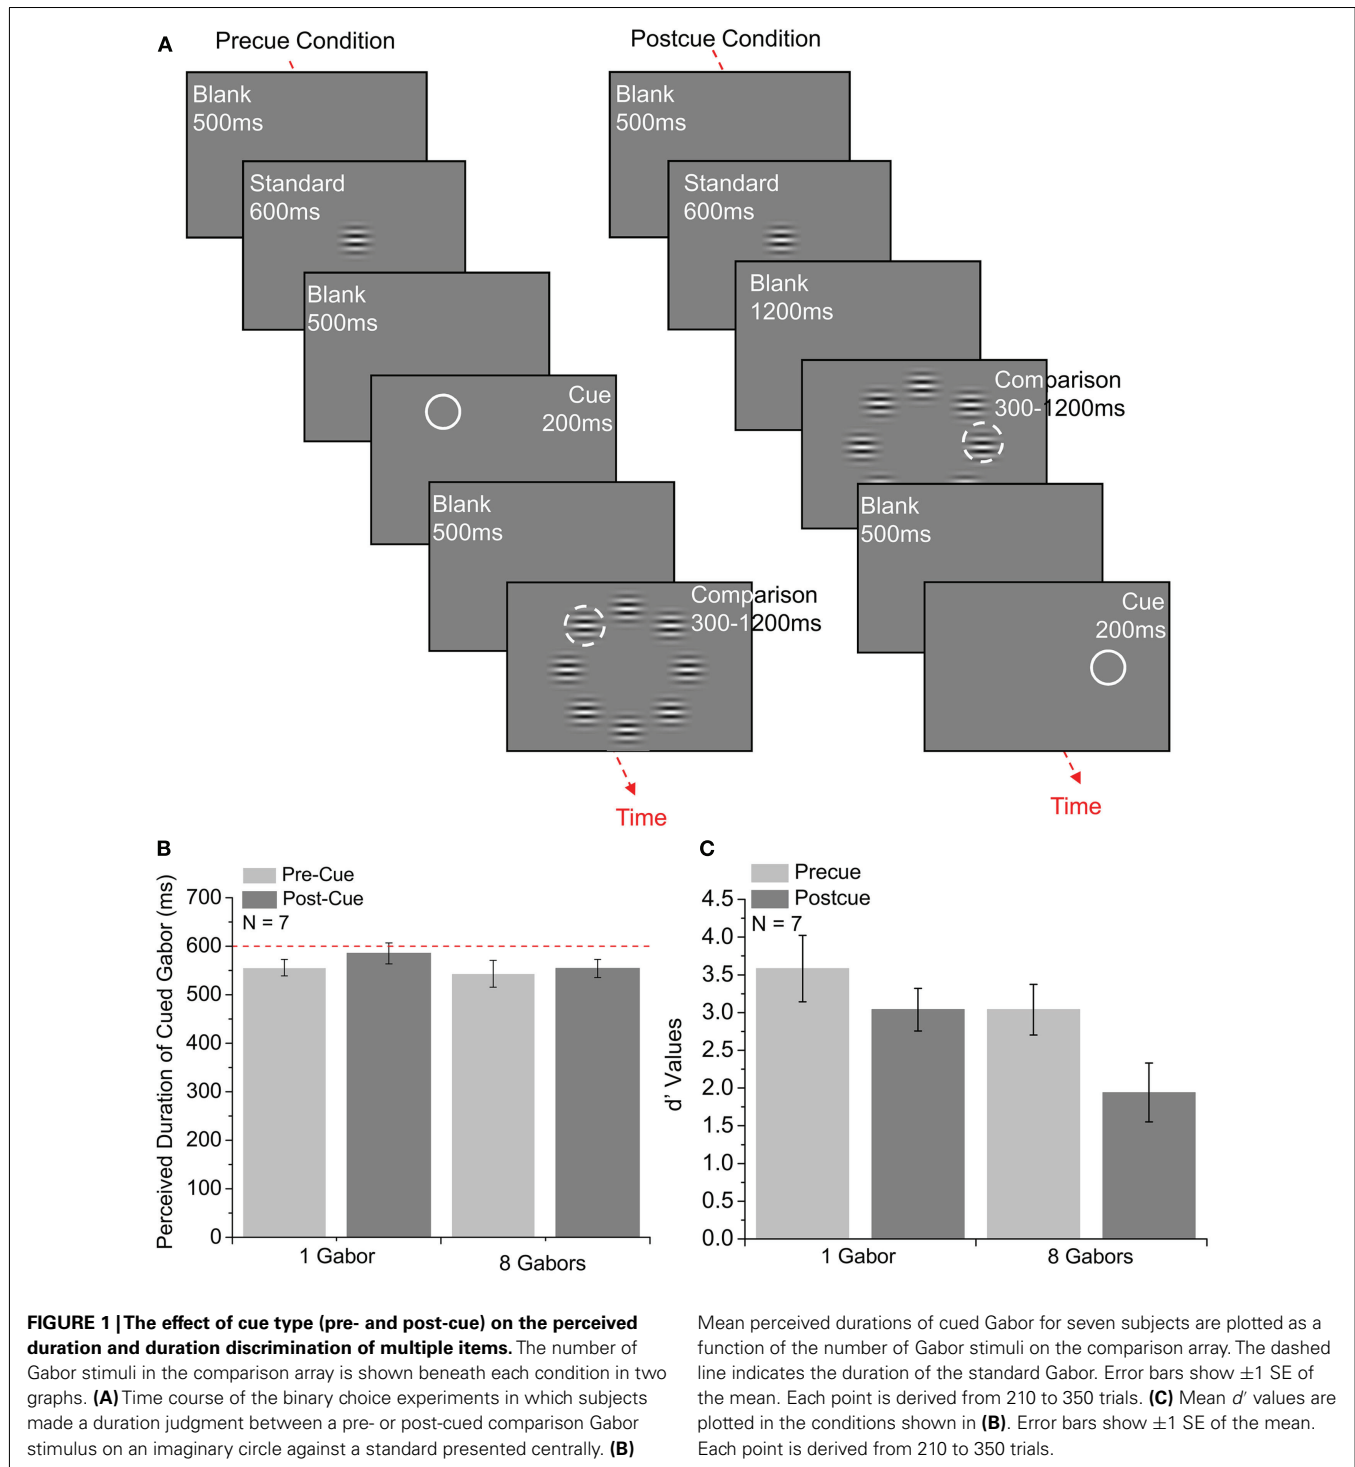 A
Precue Condition
Blank
500ms
Standard
600ms
Blank
500ms
Cue
200ms
Blank
500ms
Comparison
300-1200ms
Time
Postcue Condition
Blank
500ms
Standard
600ms
Blank
1200ms
Comparison
300-1200ms
Blank
500ms
Cue
200ms
Time
B
Pre-Cue
Post-Cue
N = 7
Perceived Duration of Cued Gabor (ms)
700
600
500
400
300
200
100
0
1 Gabor
8 Gabors
C
Precue
Postcue
N = 7
d' Values
4.5
4.0
3.5
3.0
2.5
2.0
1.5
1.0
0.5
0.0
1 Gabor
8 Gabors
FIGURE 1 | The effect of cue type (pre- and post-cue) on the perceived
duration and duration discrimination of multiple items. The number of
Gabor stimuli in the comparison array is shown beneath each condition in two
graphs. (A) Time course of the binary choice experiments in which subjects
made a duration judgment between a pre- or post-cued comparison Gabor
stimulus on an imaginary circle against a standard presented centrally. (B)
Mean perceived durations of cued Gabor for seven subjects are plotted as a
function of the number of Gabor stimuli on the comparison array. The dashed
line indicates the duration of the standard Gabor. Error bars show ±1 SE of
the mean. Each point is derived from 210 to 350 trials. (C) Mean d′ values are
plotted in the conditions shown in (B). Error bars show ±1 SE of the mean.
Each point is derived from 210 to 350 trials.